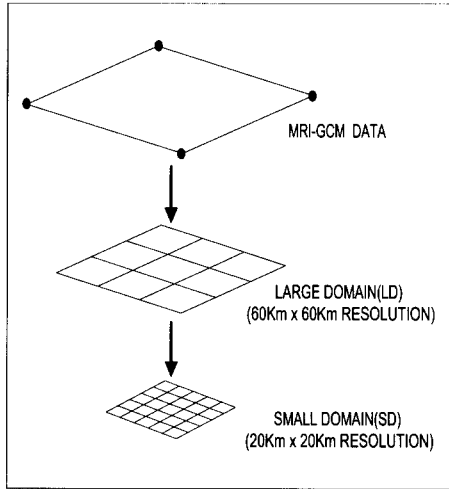 MRI-GCM DATA
LARGE DOMAIN(LD)
(60Km x 60Km RESOLUTION)
SMALL DOMAIN(SD)
(20Km x 20Km RESOLUTION)